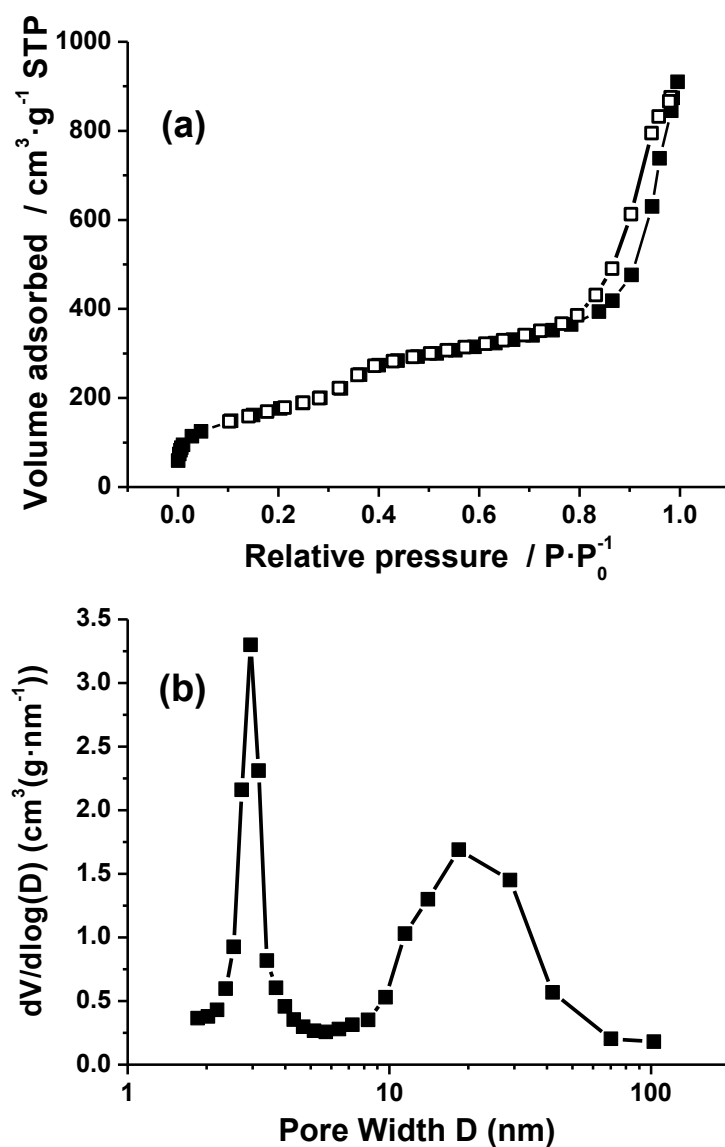 (a)
Volume adsorbed / cm³·g⁻¹ STP
1000
800
600
400
200
0
0.0 0.2 0.4 0.6 0.8 1.0
Relative pressure / P·P₀⁻¹
(b)
dV/dlog(D) (cm³(g·nm⁻¹))
3.5
3.0
2.5
2.0
1.5
1.0
0.5
0.0
1 10 100
Pore Width D (nm)